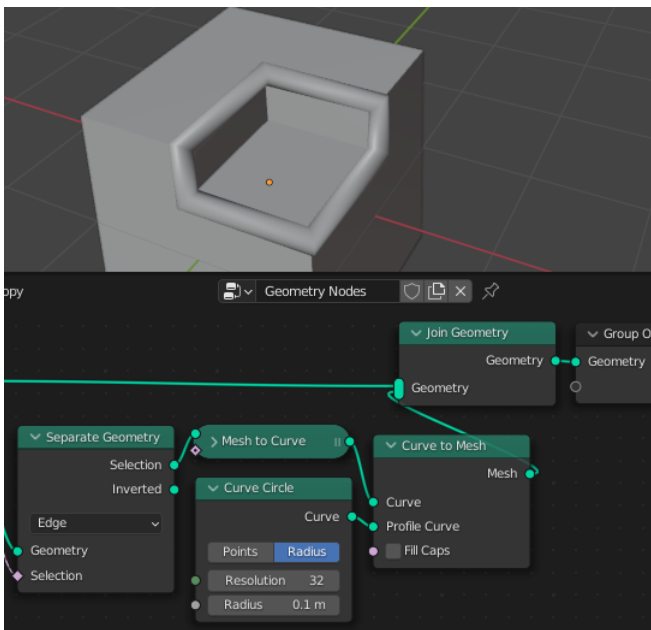 opy
Geometry Nodes
Join Geometry
Geometry
Geometry
Group O
Geometry
Separate Geometry
Selection
Inverted
Edge
Geometry
Selection
Mesh to Curve
Curve Circle
Curve
Points Radius
Resolution 32
Radius 0.1 m
Curve to Mesh
Mesh
Curve
Profile Curve
Fill Caps